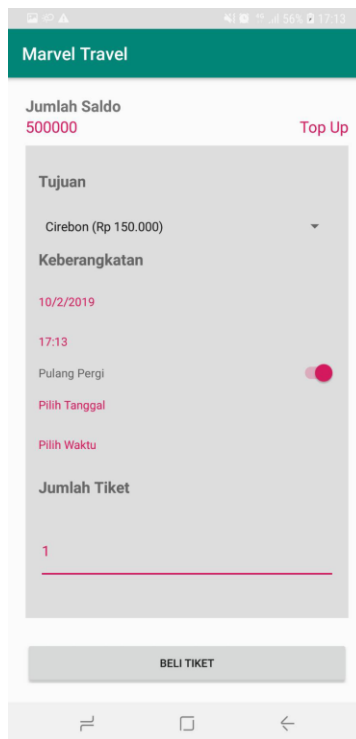 56% 17:13
Marvel Travel
Jumlah Saldo
500000 Top Up
Tujuan
Cirebon (Rp 150.000)
Keberangkatan
10/2/2019
17:13
Pulang Pergi
Pilih Tanggal
Pilih Waktu
Jumlah Tiket
1
BELI TIKET